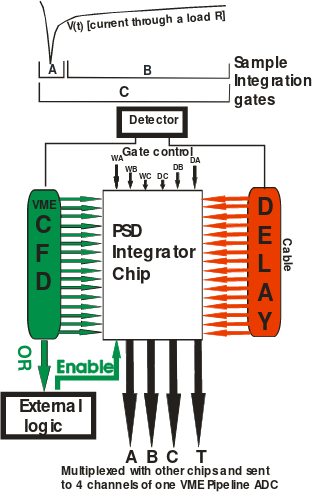 V(t) [current through a load R]
A
B
C
Sample
Integration
gates
Detector
Gate control
WA
WB
WC
DC
DB
DA
VME
CFD
PSD
Integrator
Chip
DELAY
Cable
OR
Enable
External
logic
A B C T
Multiplexed with other chips and sent
to 4 channels of one VME Pipeline ADC